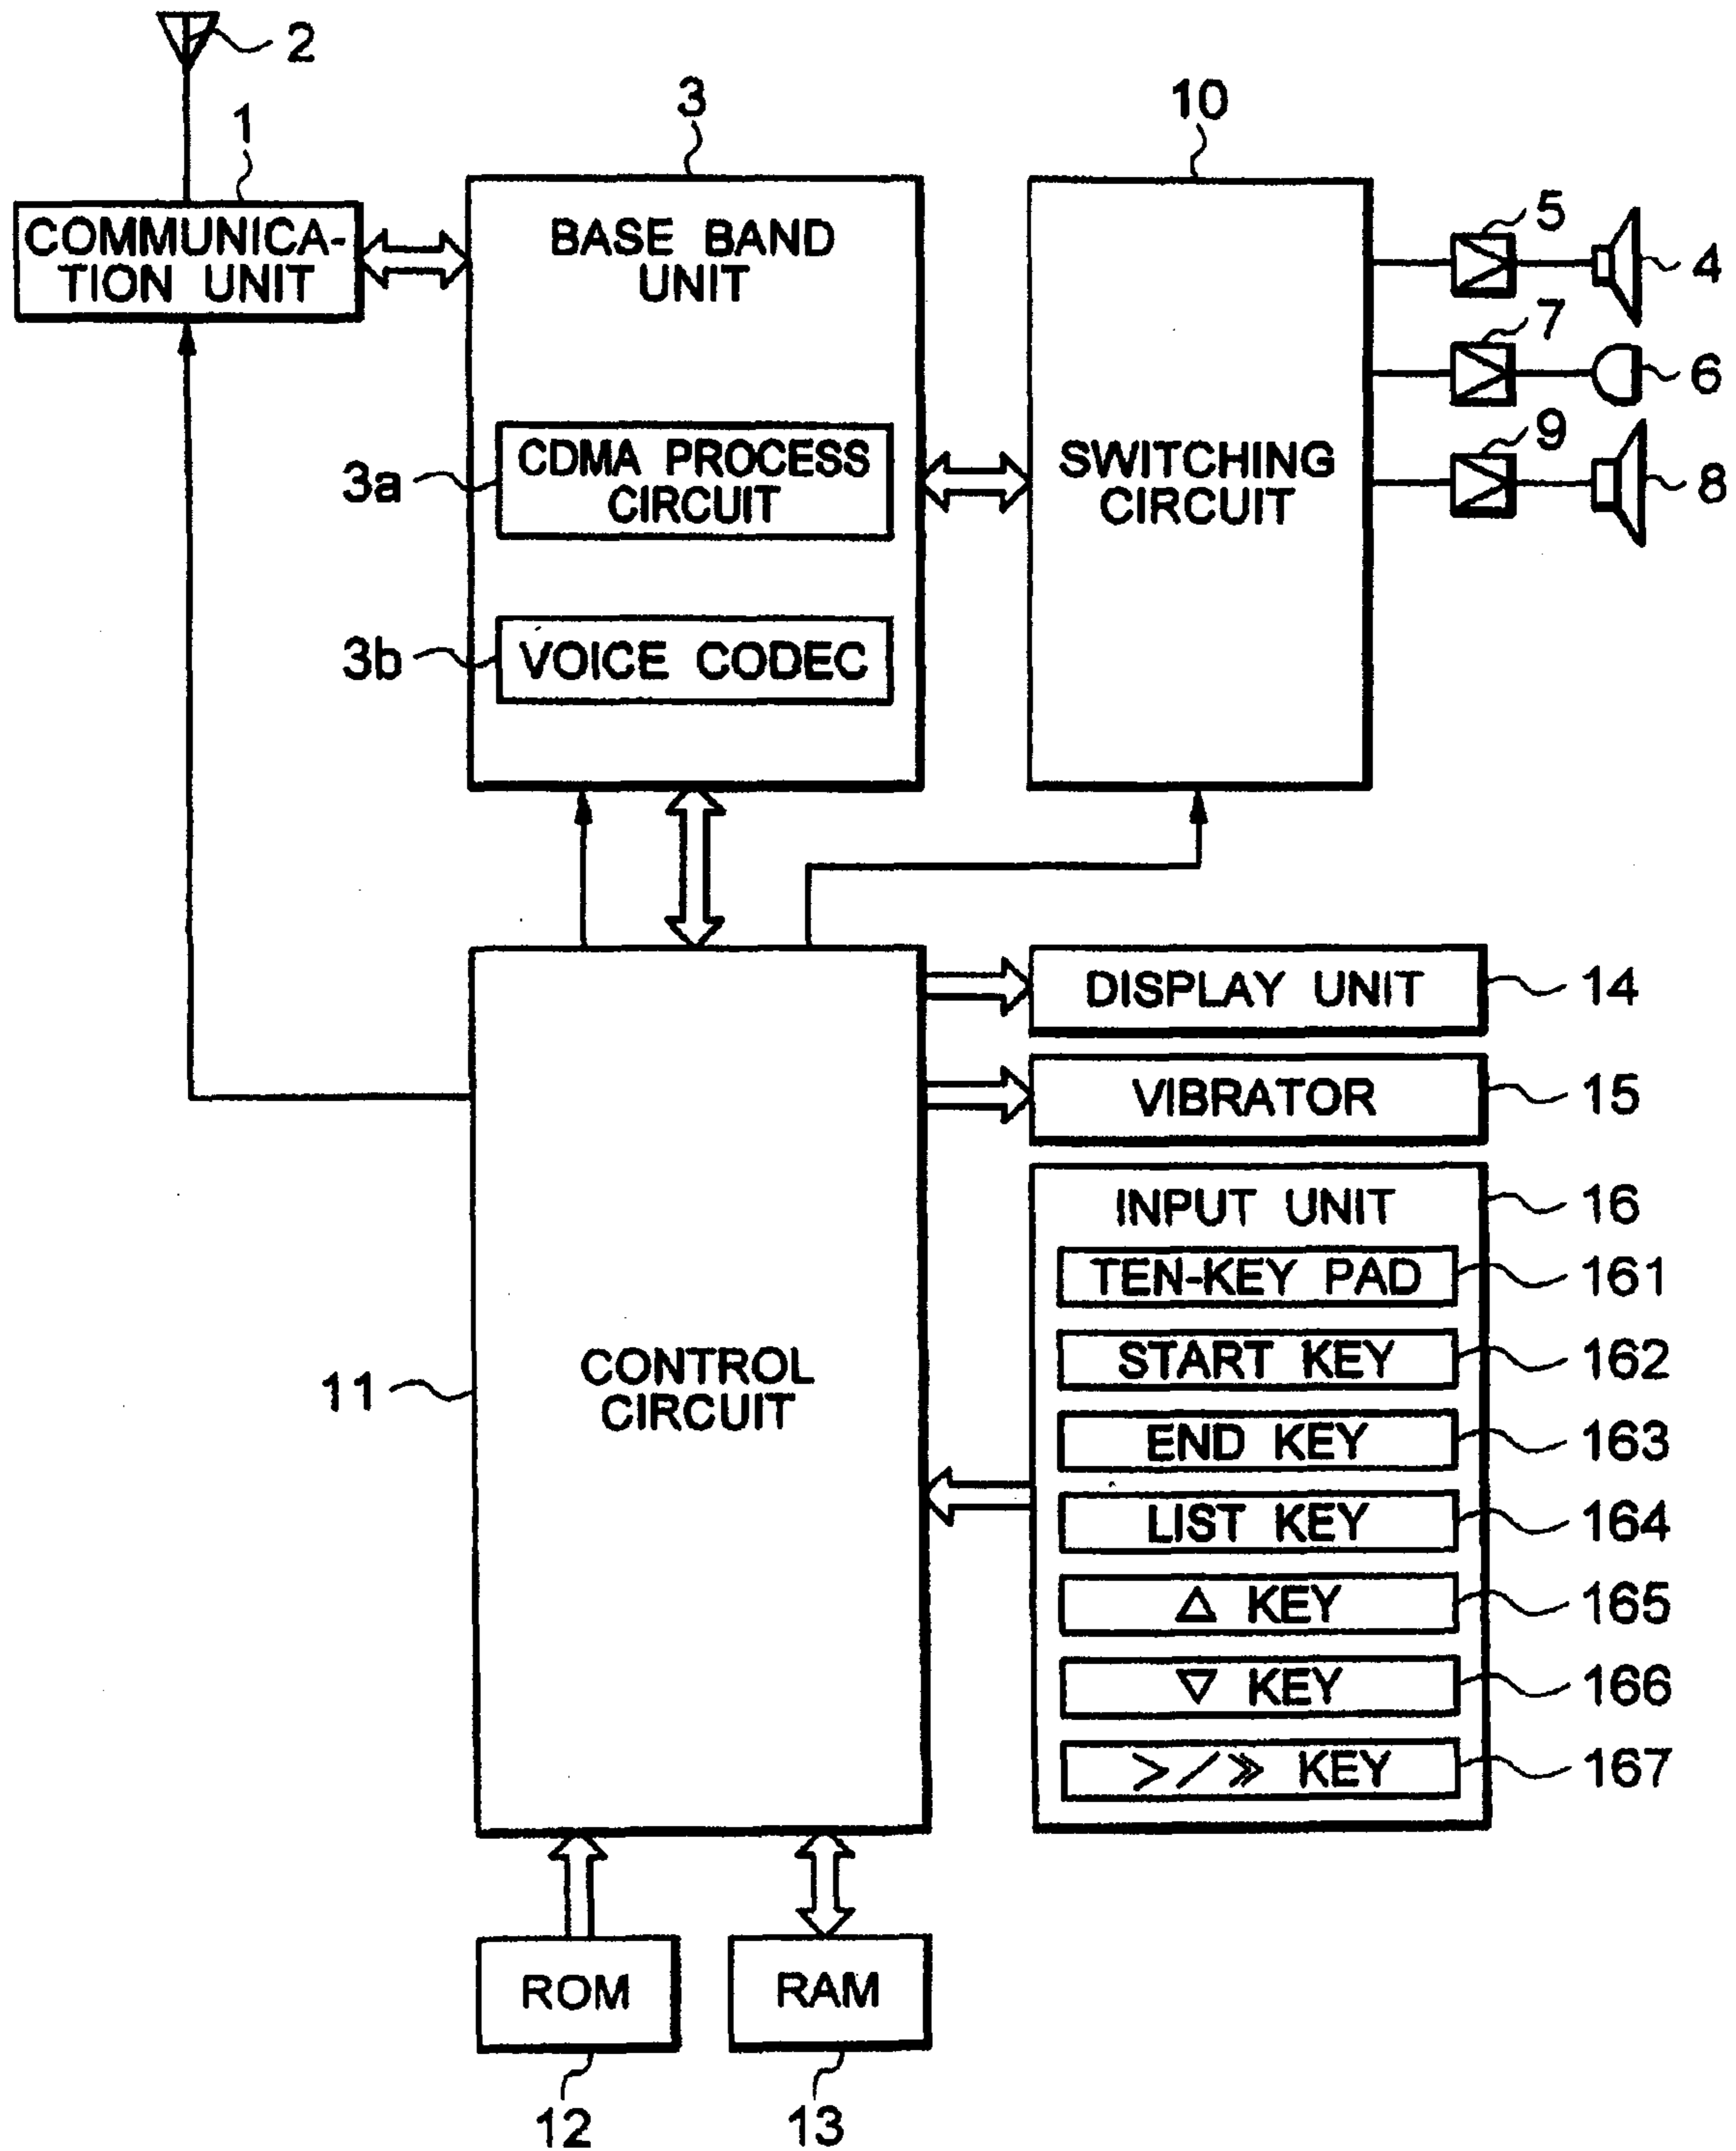 2
1
3
10
COMMUNICA-
TION UNIT
BASE BAND
UNIT
5
4
7
6
9
8
3a
CDMA PROCESS
CIRCUIT
SWITCHING
CIRCUIT
3b
VOICE CODEC
DISPLAY UNIT
14
VIBRATOR
15
INPUT UNIT
16
TEN-KEY PAD
161
START KEY
162
11
CONTROL
CIRCUIT
END KEY
163
LIST KEY
164
△ KEY
165
▽ KEY
166
>/≫ KEY
167
ROM
RAM
12
13